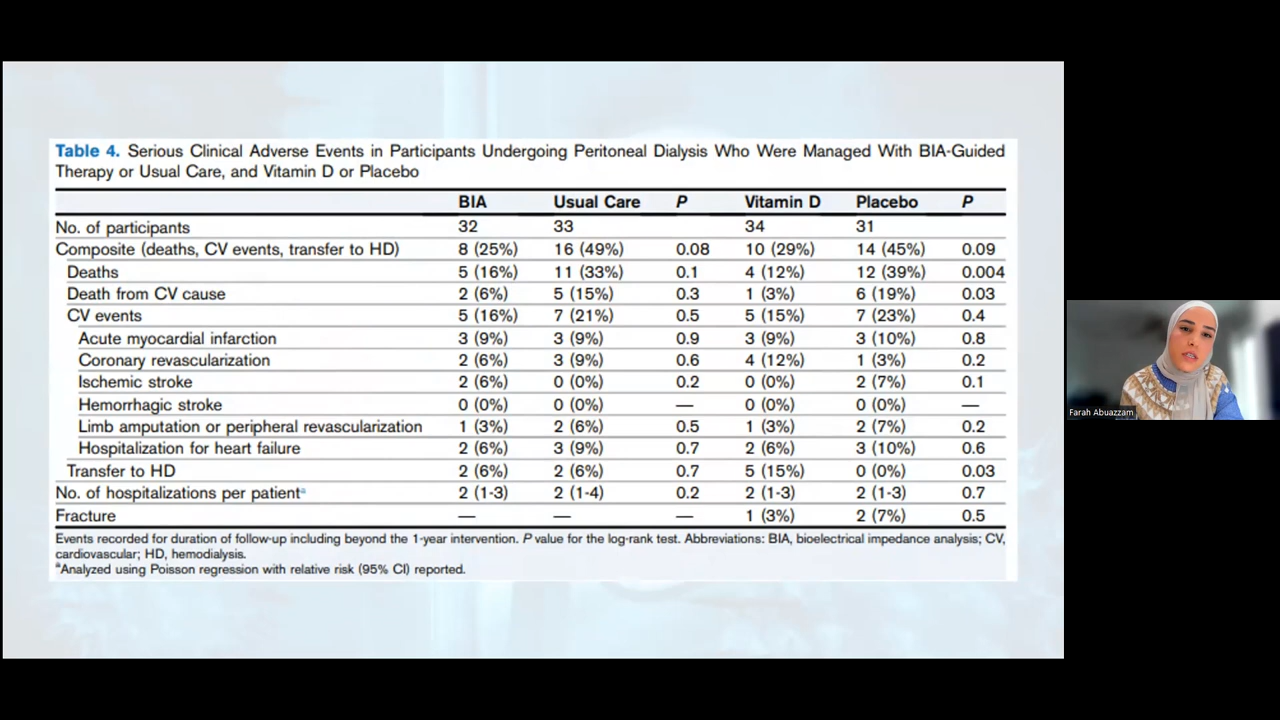 Table 4. Serious Clinical Adverse Events in Participants Undergoing Peritoneal Dialysis Who Were Managed With BIA-Guided
Therapy or Usual Care, and Vitamin D or Placebo
BIA Usual Care P Vitamin D Placebo P
No. of participants 32 33 34 31
Composite (deaths, CV events, transfer to HD) 8 (25%) 16 (49%) 0.08 10 (29%) 14 (45%) 0.09
Deaths 5 (16%) 11 (33%) 0.1 4 (12%) 12 (39%) 0.004
Death from CV cause 2 (6%) 5 (15%) 0.3 1 (3%) 6 (19%) 0.03
CV events 5 (16%) 7 (21%) 0.5 5 (15%) 7 (23%) 0.4
Acute myocardial infarction 3 (9%) 3 (9%) 0.9 3 (9%) 3 (10%) 0.8
Coronary revascularization 2 (6%) 3 (9%) 0.6 4 (12%) 1 (3%) 0.2
Ischemic stroke 2 (6%) 0 (0%) 0.2 0 (0%) 2 (7%) 0.1
Hemorrhagic stroke 0 (0%) 0 (0%) — 0 (0%) 0 (0%) —
Limb amputation or peripheral revascularization 1 (3%) 2 (6%) 0.5 1 (3%) 2 (7%) 0.2
Hospitalization for heart failure 2 (6%) 3 (9%) 0.7 2 (6%) 3 (10%) 0.6
Transfer to HD 2 (6%) 2 (6%) 0.7 5 (15%) 0 (0%) 0.03
No. of hospitalizations per patientᵃ 2 (1-3) 2 (1-4) 0.2 2 (1-3) 2 (1-3) 0.7
Fracture — — — 1 (3%) 2 (7%) 0.5
Events recorded for duration of follow-up including beyond the 1-year intervention. P value for the log-rank test. Abbreviations: BIA, bioelectrical impedance analysis; CV,
cardiovascular; HD, hemodialysis.
ᵃAnalyzed using Poisson regression with relative risk (95% CI) reported.
Farah Abuazzam